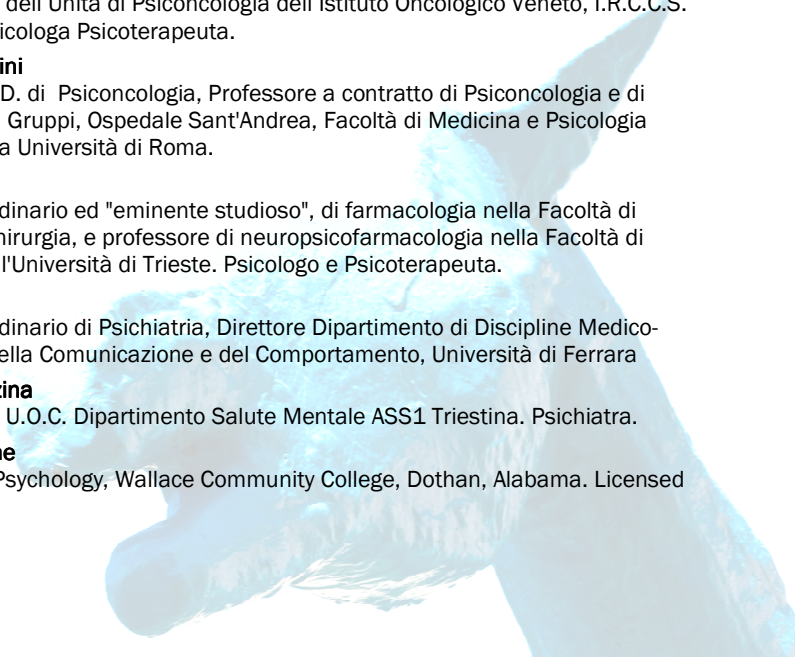 dell'Unità di Psiconcologia dell'Istituto Oncologico Veneto, I.R.C.C.S.
icologa Psicoterapeuta.
ini
D. di Psiconcologia, Professore a contratto di Psiconcologia e di
Gruppi, Ospedale Sant'Andrea, Facoltà di Medicina e Psicologia
a Università di Roma.
dinario ed "eminente studioso", di farmacologia nella Facoltà di
hirurgia, e professore di neuropsicofarmacologia nella Facoltà di
l'Università di Trieste. Psicologo e Psicoterapeuta.
dinario di Psichiatria, Direttore Dipartimento di Discipline Medico-
ella Comunicazione e del Comportamento, Università di Ferrara
zina
U.O.C. Dipartimento Salute Mentale ASS1 Triestina. Psichiatra.
ne
Psychology, Wallace Community College, Dothan, Alabama. Licensed